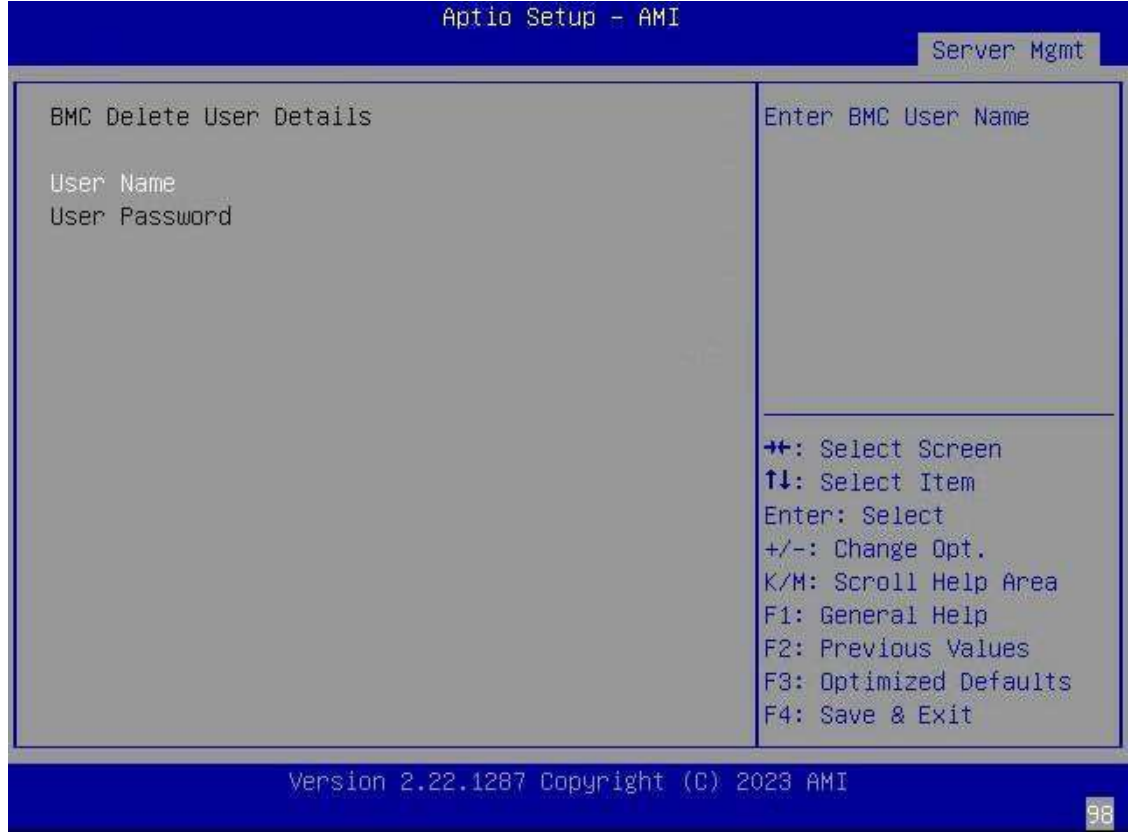 Aptio Setup – AMI
Server Mgmt
BMC Delete User Details
User Name
User Password
Enter BMC User Name
→←: Select Screen
↑↓: Select Item
Enter: Select
+/-: Change Opt.
K/M: Scroll Help Area
F1: General Help
F2: Previous Values
F3: Optimized Defaults
F4: Save & Exit
Version 2.22.1287 Copyright (C) 2023 AMI
98